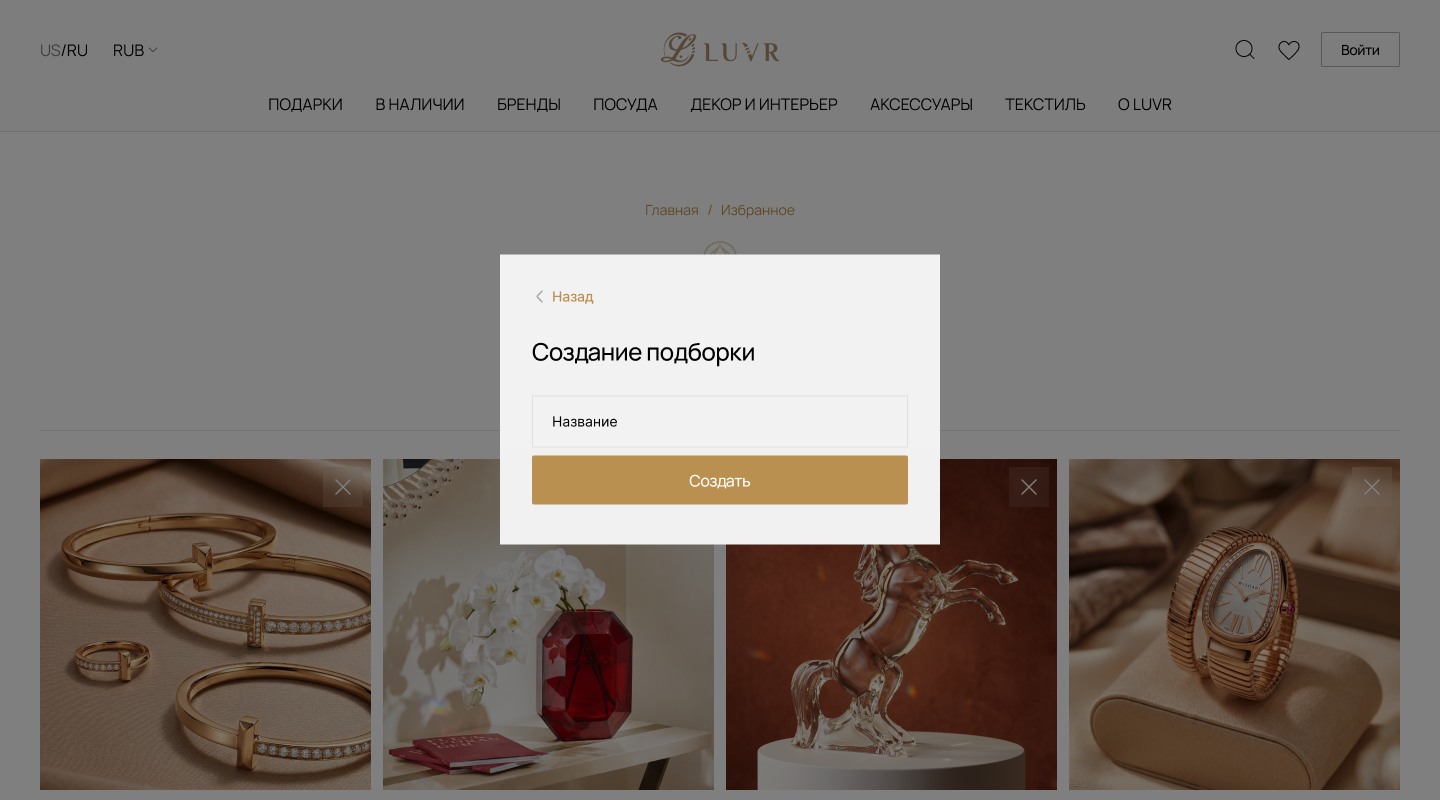 US/RU
RUB
L LUVR
Войти
ПОДАРКИ
В НАЛИЧИИ
БРЕНДЫ
ПОСУДА
ДЕКОР И ИНТЕРЬЕР
АКСЕССУАРЫ
ТЕКСТИЛЬ
О LUVR
Главная / Избранное
Назад
Создание подборки
Название
Создать
BVLGARI